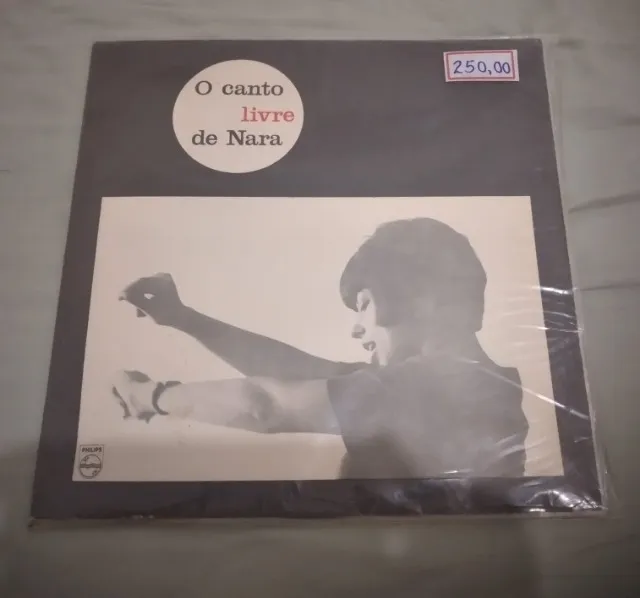 250,00
O canto
livre
de Nara
PHILIPS